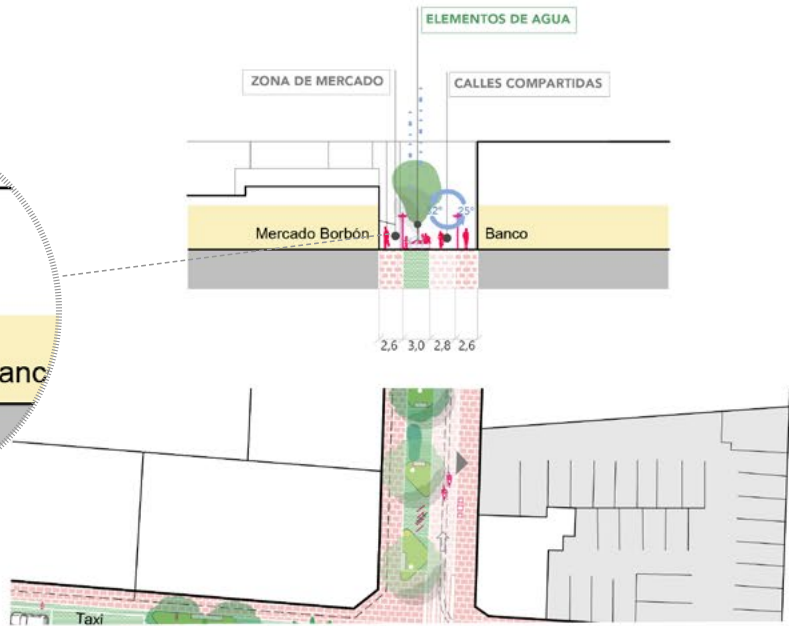 ELEMENTOS DE AGUA
ZONA DE MERCADO
CALLES COMPARTIDAS
25°
Mercado Borbón
Banco
2,6 3,0 2,8 2,6
anc
Taxi